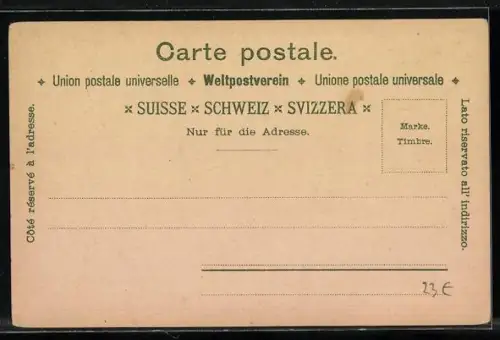 Carte postale.
✦ Union postale universelle ✦ Weltpostverein ✦ Unione postale universale ✦
× SUISSE × SCHWEIZ × SVIZZERA ×
Nur für die Adresse.
Marke.
Timbre.
Côté réservé à l'adresse.
Lato riservato all' indirizzo.
23 €